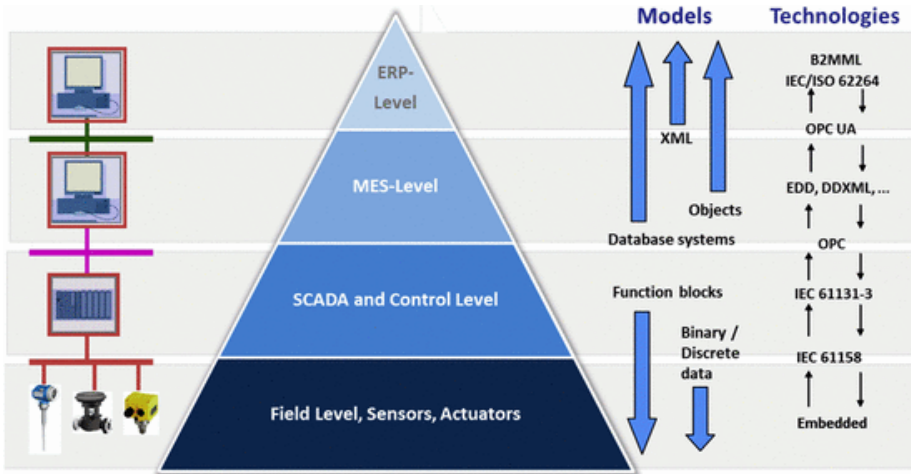 Models
Technologies
ERP-
Level
MES-Level
SCADA and Control Level
Field Level, Sensors, Actuators
XML
Objects
Database systems
Function blocks
Binary /
Discrete
data
B2MML
IEC/ISO 62264
OPC UA
EDD, DDXML, ...
OPC
IEC 61131-3
IEC 61158
Embedded